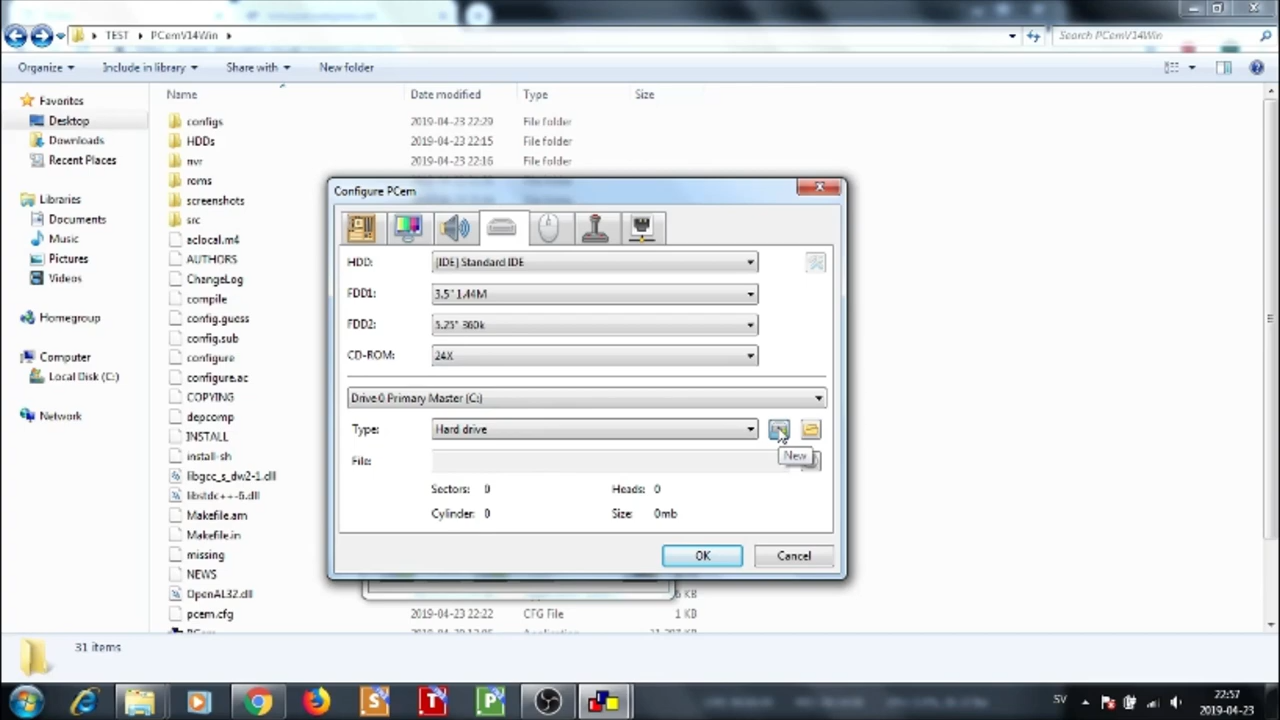 TEST PCemV14Win
Search PCemV14Win
Organize Include in library Share with New folder
Name Date modified Type Size
Favorites
Desktop
Downloads
Recent Places
Libraries
Documents
Music
Pictures
Videos
Homegroup
Computer
Local Disk (C:)
Network
configs 2019-04-23 22:29 File folder
HDDs 2019-04-23 22:15 File folder
nvr 2019-04-23 22:16 File folder
roms
screenshots
src
aclocal.m4
AUTHORS
ChangeLog
compile
config.guess
config.sub
configure
configure.ac
COPYING
depcomp
INSTALL
install-sh
libgcc_s_dw2-1.dll
libstdc++-6.dll
Makefile.am
Makefile.in
missing
NEWS
OpenAL32.dll
pcem.cfg 2019-04-23 22:22 CFG File 1 KB
Configure PCem
HDD: [IDE] Standard IDE
FDD1: 3.5" 1.44M
FDD2: 5.25" 360k
CD-ROM: 24X
Drive 0 Primary Master (C:)
Type: Hard drive
New
File:
Sectors: 0 Heads: 0
Cylinder: 0 Size: 0mb
OK Cancel
31 items
SV
22:57
2019-04-23